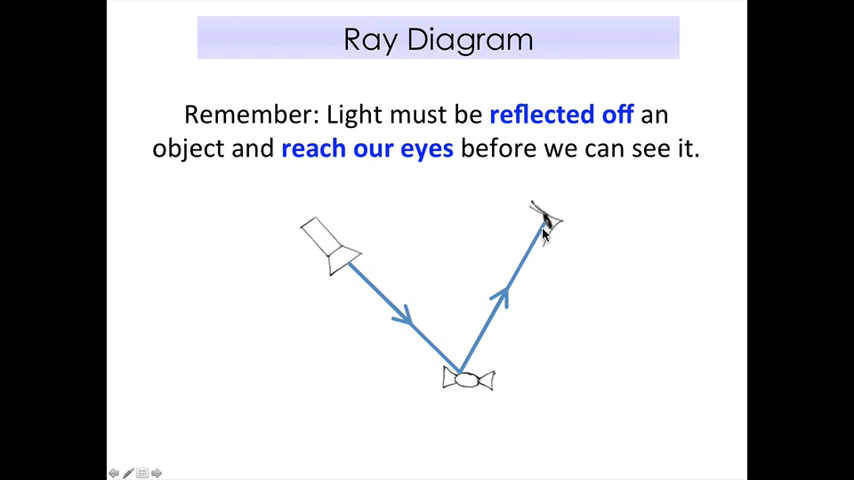 Ray Diagram
Remember: Light must be reflected off an
object and reach our eyes before we can see it.